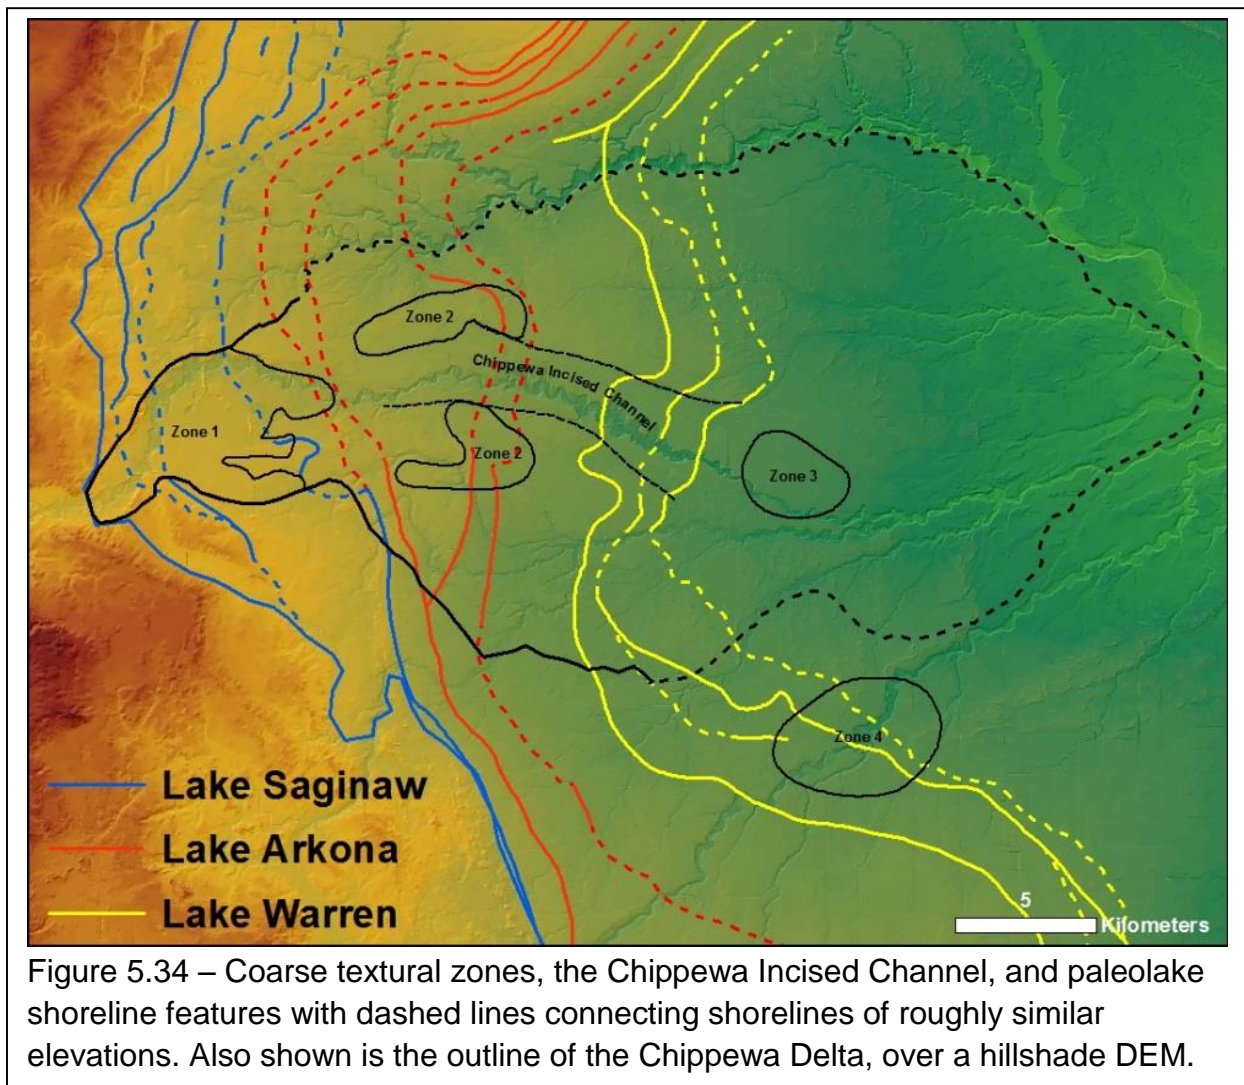 Zone 2
Chippewa Incised Channel
Zone 1
Zone 2
Zone 3
Zone 4
Lake Saginaw
Lake Arkona
Lake Warren
5
Kilometers
Figure 5.34 – Coarse textural zones, the Chippewa Incised Channel, and paleolake
shoreline features with dashed lines connecting shorelines of roughly similar
elevations. Also shown is the outline of the Chippewa Delta, over a hillshade DEM.